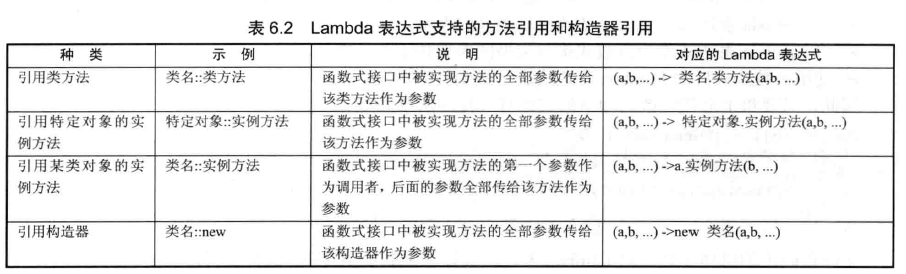 表 6.2 Lambda 表达式支持的方法引用和构造器引用
种 类 示 例 说 明 对应的 Lambda 表达式
引用类方法 类名::类方法 函数式接口中被实现方法的全部参数传给 (a,b,...) -> 类名.类方法(a,b, ...)
该类方法作为参数
引用特定对象的实 特定对象::实例方法 函数式接口中被实现方法的全部参数传给 (a,b, ...) -> 特定对象.实例方法(a,b, ...)
例方法 该方法作为参数
引用某类对象的实 类名::实例方法 函数式接口中被实现方法的第一个参数作 (a,b, ...) ->a.实例方法(b, ...)
例方法 为调用者，后面的参数全部传给该方法作为
参数
引用构造器 类名::new 函数式接口中被实现方法的全部参数传给 (a,b, ...) ->new 类名(a,b, ...)
该构造器作为参数